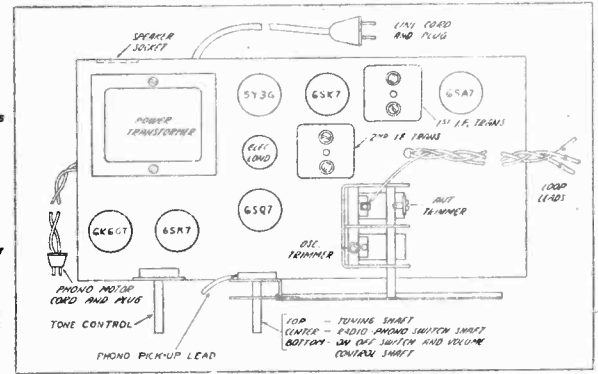 LINE CORD
AND PLUG
SPEAKER
SOCKET
POWER
TRANSFORMER
5Y3G
6SK7
1ST I.F. TRANS
6SA7
ELEC
COND
2ND I.F. TRANS
LOOP
LEADS
ANT
TRIMMER
6SQ7
6K6GT
6SK7
OSC.
TRIMMER
PHONO MOTOR
CORD AND PLUG
TONE CONTROL
PHONO PICK-UP LEAD
TOP - TUNING SHAFT
CENTER - RADIO-PHONO SWITCH SHAFT
BOTTOM - ON OFF SWITCH AND VOLUME
CONTROL SHAFT